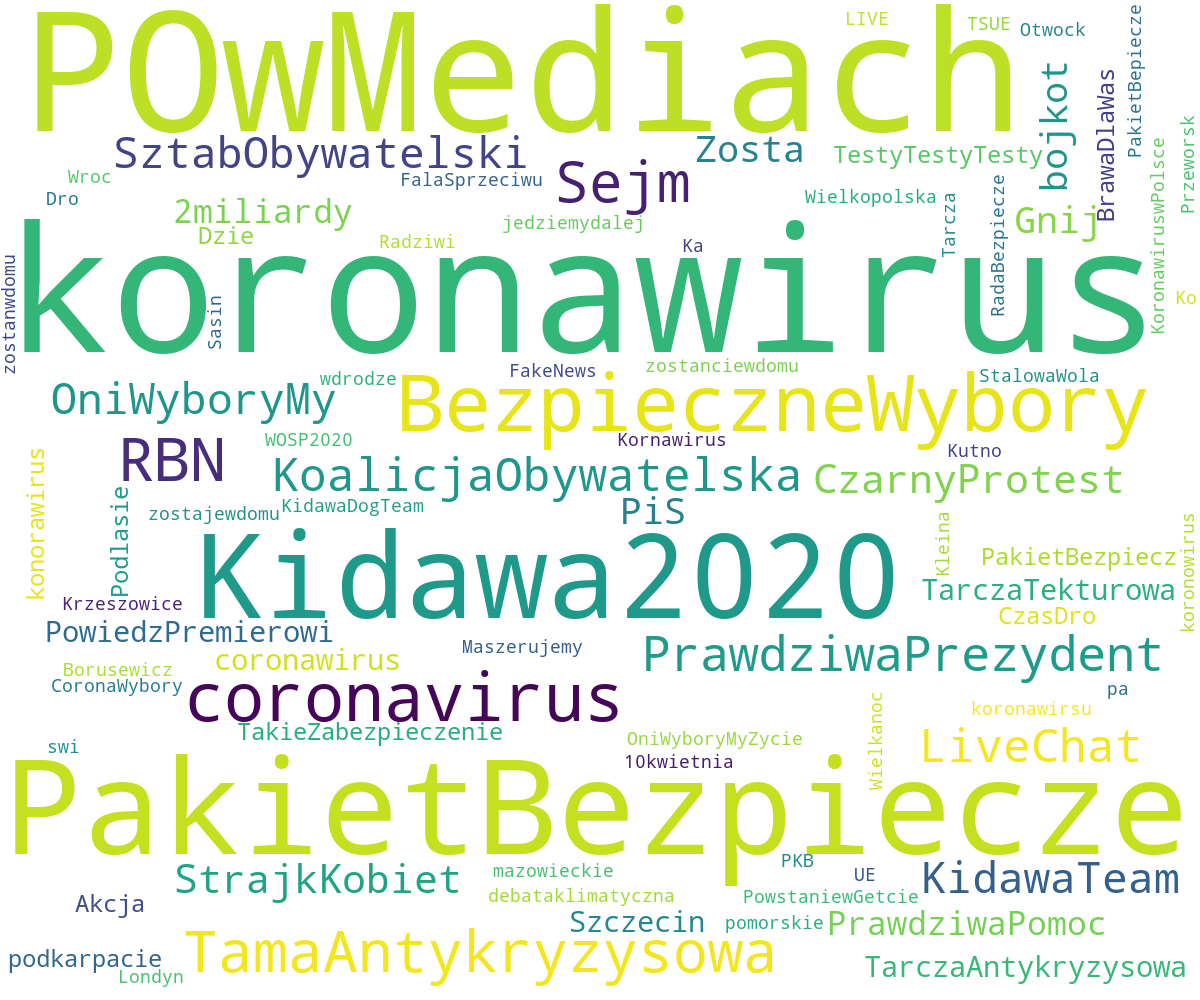 POwMediach
LIVE
TSUE
Otwock
PakietBepiecze
bojkot
BrawaDlaWas
Przeworsk
SztabObywatelski
Zosta
TestyTestyTesty
KoronawiruswPolsce
Wroc
FalaSprzeciwu
Sejm
Wielkopolska
Tarcza
RadaBezpiecze
Dro
2miliardy
jedziemydalej
Gnij
Dzie
Radziwi
Ka
koronawirus
zostanwdomu
Sasin
Ko
wdrodze
FakeNews
zostanciewdomu
StalowaWola
OniWyboryMy
BezpieczneWybory
WOSP2020
Kornawirus
Kutno
RBN
KoalicjaObywatelska
CzarnyProtest
konorawirus
Podlasie
zostajewdomu
KidawaDogTeam
PiS
Kleina
koronowirus
Kidawa2020
PakietBezpiecz
TarczaTekturowa
Krzeszowice
CzasDro
PowiedzPremierowi
Maszerujemy
PrawdziwaPrezydent
coronawirus
Borusewicz
CoronaWybory
coronavirus
pa
Wielkanoc
koronawirsu
TakieZabezpieczenie
OniWyboryMyZycie
LiveChat
swi
10kwietnia
PakietBezpiecze
PKB
StrajkKobiet
mazowieckie
UE
KidawaTeam
debataklimatyczna
PowstaniewGetcie
Akcja
Szczecin
pomorskie
PrawdziwaPomoc
podkarpacie
TamaAntykryzysowa
TarczaAntykryzysowa
Londyn